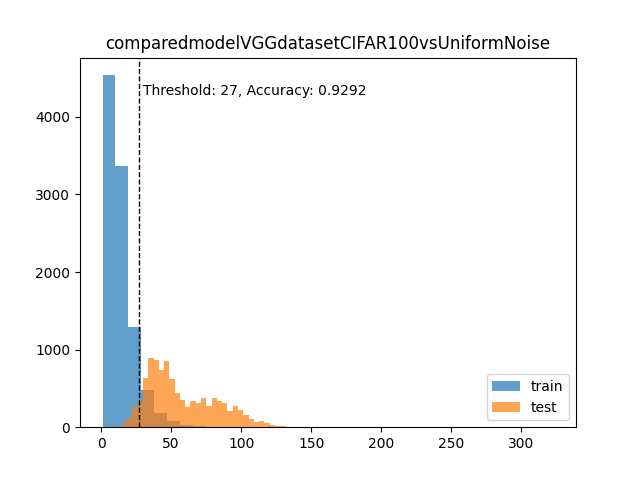 comparedmodelVGGdatasetCIFAR100vsUniformNoise
Threshold: 27, Accuracy: 0.9292
4000
3000
2000
1000
0
train
test
0 50 100 150 200 250 300